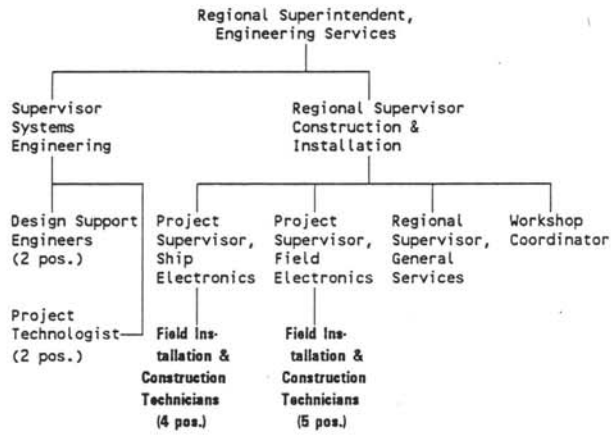 Regional Superintendent,
Engineering Services
Supervisor
Systems
Engineering
Regional Supervisor
Construction &
Installation
Design Support
Engineers
(2 pos.)
Project
Supervisor,
Ship
Electronics
Project
Supervisor,
Field
Electronics
Regional
Supervisor,
General
Services
Workshop
Coordinator
Project
Technologist
(2 pos.)
Field Ins-
tallation &
Construction
Technicians
(4 pos.)
Field Ins-
tallation &
Construction
Technicians
(5 pos.)